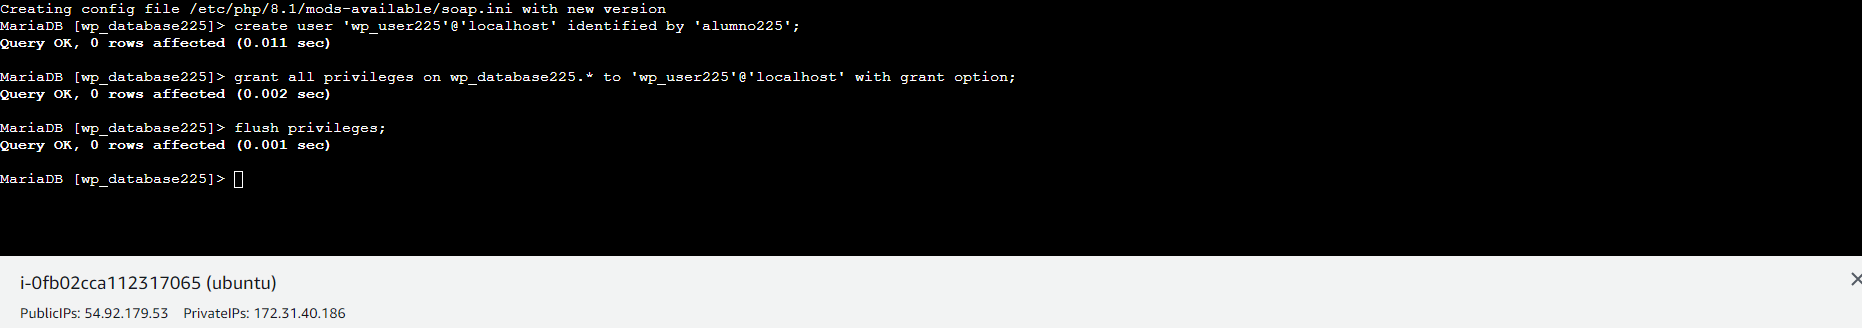 Creating config file /etc/php/8.1/mods-available/soap.ini with new version
MariaDB [wp_database225]> create user 'wp_user225'@'localhost' identified by 'alumno225';
Query OK, 0 rows affected (0.011 sec)
MariaDB [wp_database225]> grant all privileges on wp_database225.* to 'wp_user225'@'localhost' with grant option;
Query OK, 0 rows affected (0.002 sec)
MariaDB [wp_database225]> flush privileges;
Query OK, 0 rows affected (0.001 sec)
MariaDB [wp_database225]>
i-0fb02cca112317065 (ubuntu)
PublicIPs: 54.92.179.53 PrivateIPs: 172.31.40.186